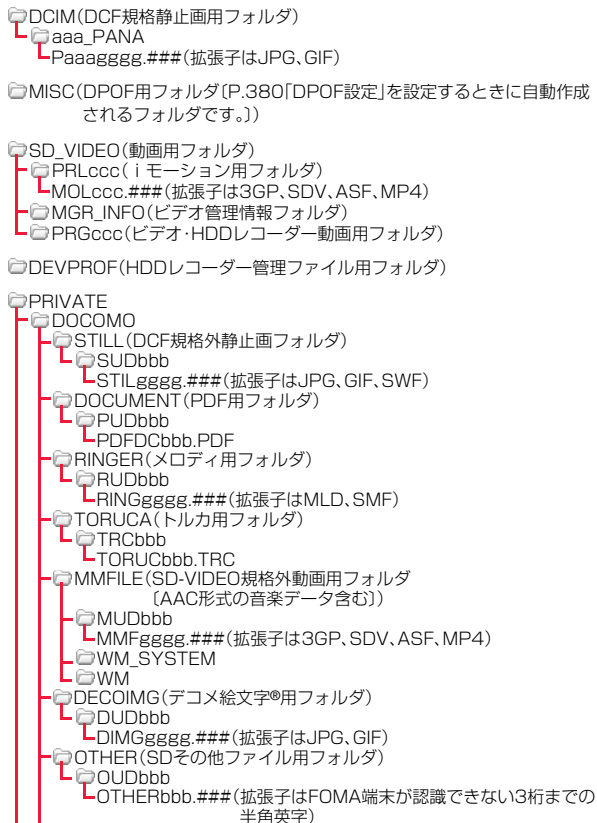 DCIM(DCF規格静止画用フォルダ)
aaa_PANA
Paaagggg.###(拡張子はJPG、GIF)
MISC(DPOF用フォルダ〔P.380「DPOF設定」を設定するときに自動作成
されるフォルダです。〕)
SD_VIDEO(動画用フォルダ)
PRLccc(iモーション用フォルダ)
MOLccc.###(拡張子は3GP、SDV、ASF、MP4)
MGR_INFO(ビデオ管理情報フォルダ)
PRGccc(ビデオ・HDDレコーダー動画用フォルダ)
DEVPROF(HDDレコーダー管理ファイル用フォルダ)
PRIVATE
DOCOMO
STILL(DCF規格外静止画フォルダ)
SUDbbb
STILgggg.###(拡張子はJPG、GIF、SWF)
DOCUMENT(PDF用フォルダ)
PUDbbb
PDFDCbbb.PDF
RINGER(メロディ用フォルダ)
RUDbbb
RINGgggg.###(拡張子はMLD、SMF)
TORUCA(トルカ用フォルダ)
TRCbbb
TORUCbbb.TRC
MMFILE(SD-VIDEO規格外動画用フォルダ
〔AAC形式の音楽データ含む〕)
MUDbbb
MMFgggg.###(拡張子は3GP、SDV、ASF、MP4)
WM_SYSTEM
WM
DECOIMG(デコメ絵文字®用フォルダ)
DUDbbb
DIMGgggg.###(拡張子はJPG、GIF)
OTHER(SDその他ファイル用フォルダ)
OUDbbb
OTHERbbb.###(拡張子はFOMA端末が認識できない3桁までの
半角英字)